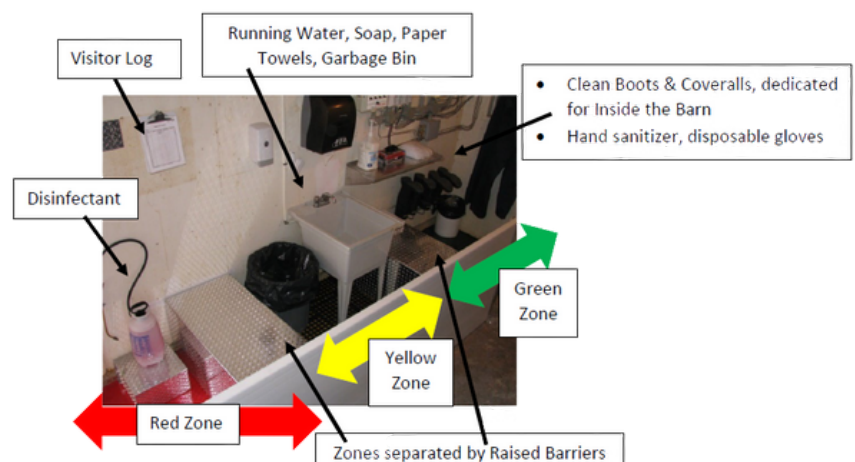 Running Water, Soap, Paper
Towels, Garbage Bin
Visitor Log
• Clean Boots & Coveralls, dedicated
for Inside the Barn
• Hand sanitizer, disposable gloves
Disinfectant
Green
Zone
Yellow
Zone
Red Zone
Zones separated by Raised Barriers